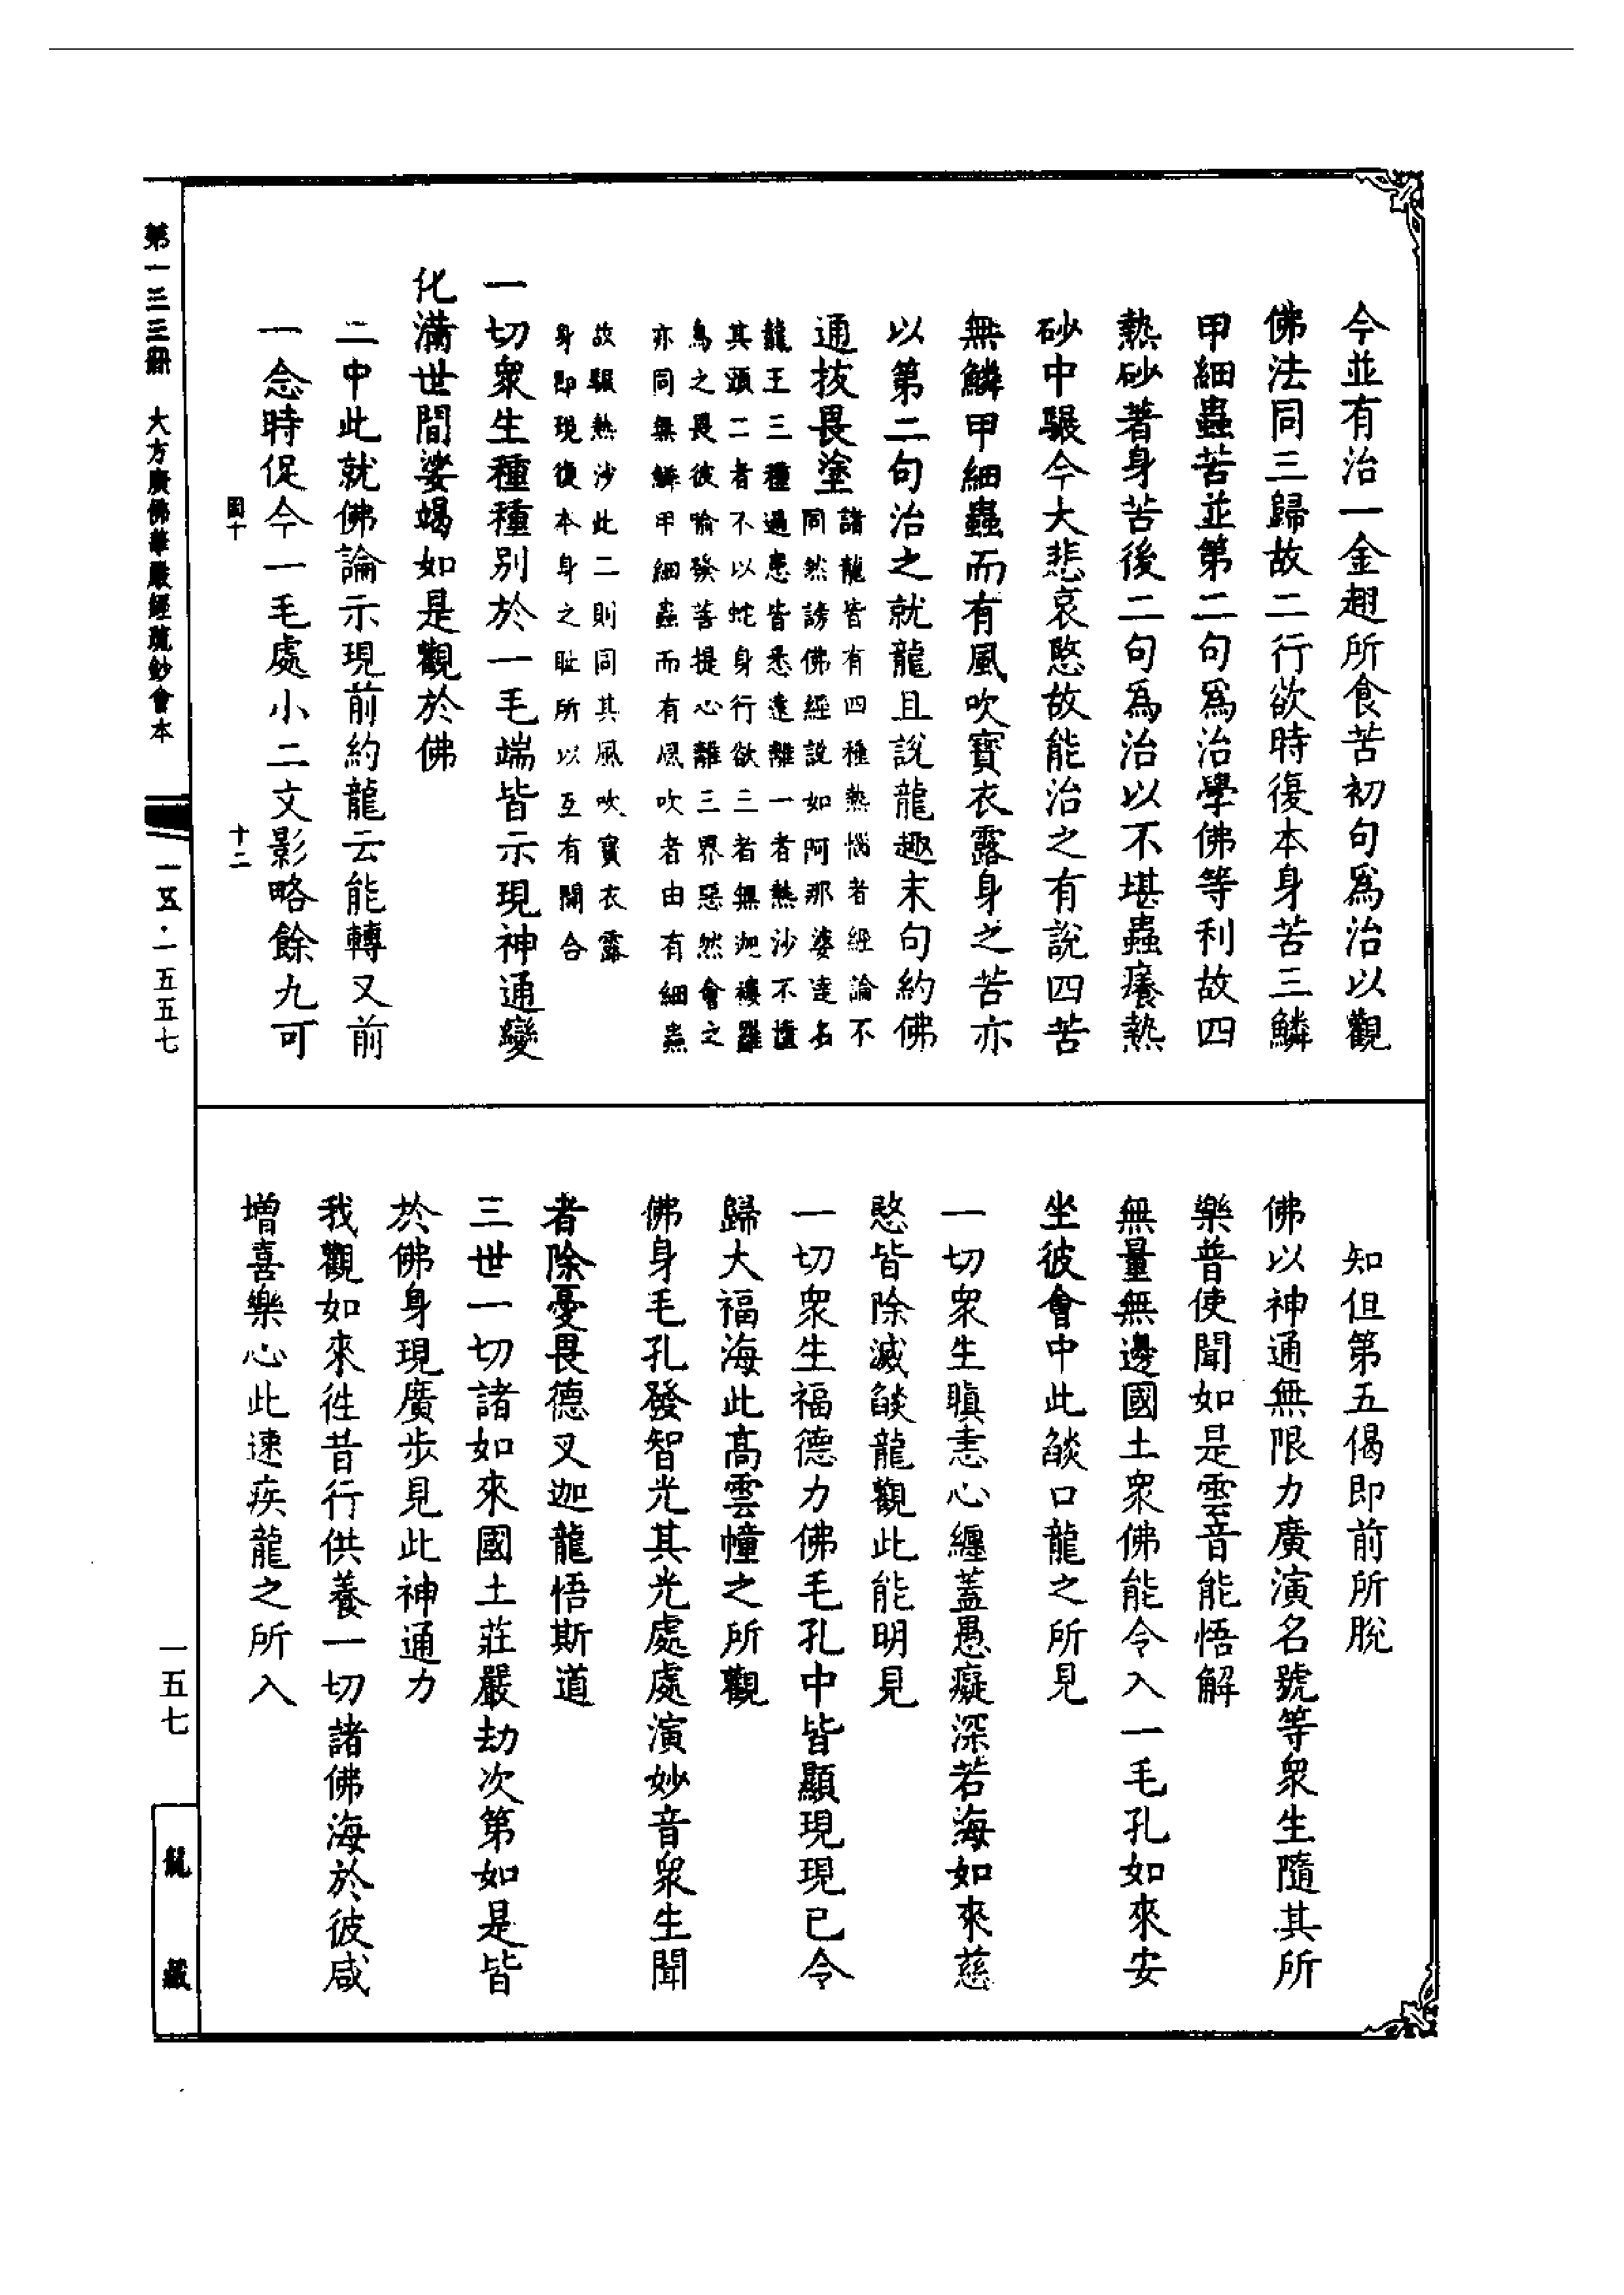 今並有治一金翅所食苦初句爲治以觀
佛法同三歸故二行欲時復本身苦三鱗
甲細蟲苦並第二句爲治學佛等利故四
熱砂著身苦後二句爲治以不堪蟲癢熱
砂中騣今大悲哀愍故能治之有說四苦
無鱗甲細蟲而有風吹寶衣露身之苦亦
以第二句治之就龍且說龍趣末句約佛
通拔畏塗
諸龍皆有四種熱惱者經論不
同然謗佛經說如阿那婆達名
龍王三種過患皆悉遠離一者熱沙不墮
其頭二者不以蛇身行欲三者無迦樓羅
鳥之畏彼喻發菩提心離三界惡然會之
亦同無鱗甲細蟲而有風吹者由有細蟲
故騣熱沙此二則同其風吹寶衣露
身即現復本身之耻所以互有開合
一切衆生種種別於一毛端皆示現神通變
化滿世間娑竭如是觀於佛
二中此就佛論示現前約龍云能轉又前
一念時促今一毛處小二文影略餘九可
國十
十二
第一三三冊
大方廣佛華嚴經疏鈔會本
一五·一五五七
知但第五偈即前所脫
佛以神通無限力廣演名號等衆生隨其所
樂普使聞如是雲音能悟解
無量無邊國土衆佛能令入一毛孔如來安
坐彼會中此燄口龍之所見
一切衆生瞋恚心纏蓋愚癡深若海如來慈
愍皆除滅燄龍觀此能明見
一切衆生福德力佛毛孔中皆顯現現已令
歸大福海此高雲幢之所觀
佛身毛孔發智光其光處處演妙音衆生聞
者除憂畏德叉迦龍悟斯道
三世一切諸如來國土莊嚴劫次第如是皆
於佛身現廣步見此神通力
我觀如來徃昔行供養一切諸佛海於彼咸
增喜樂心此速疾龍之所入
一五七
龍藏